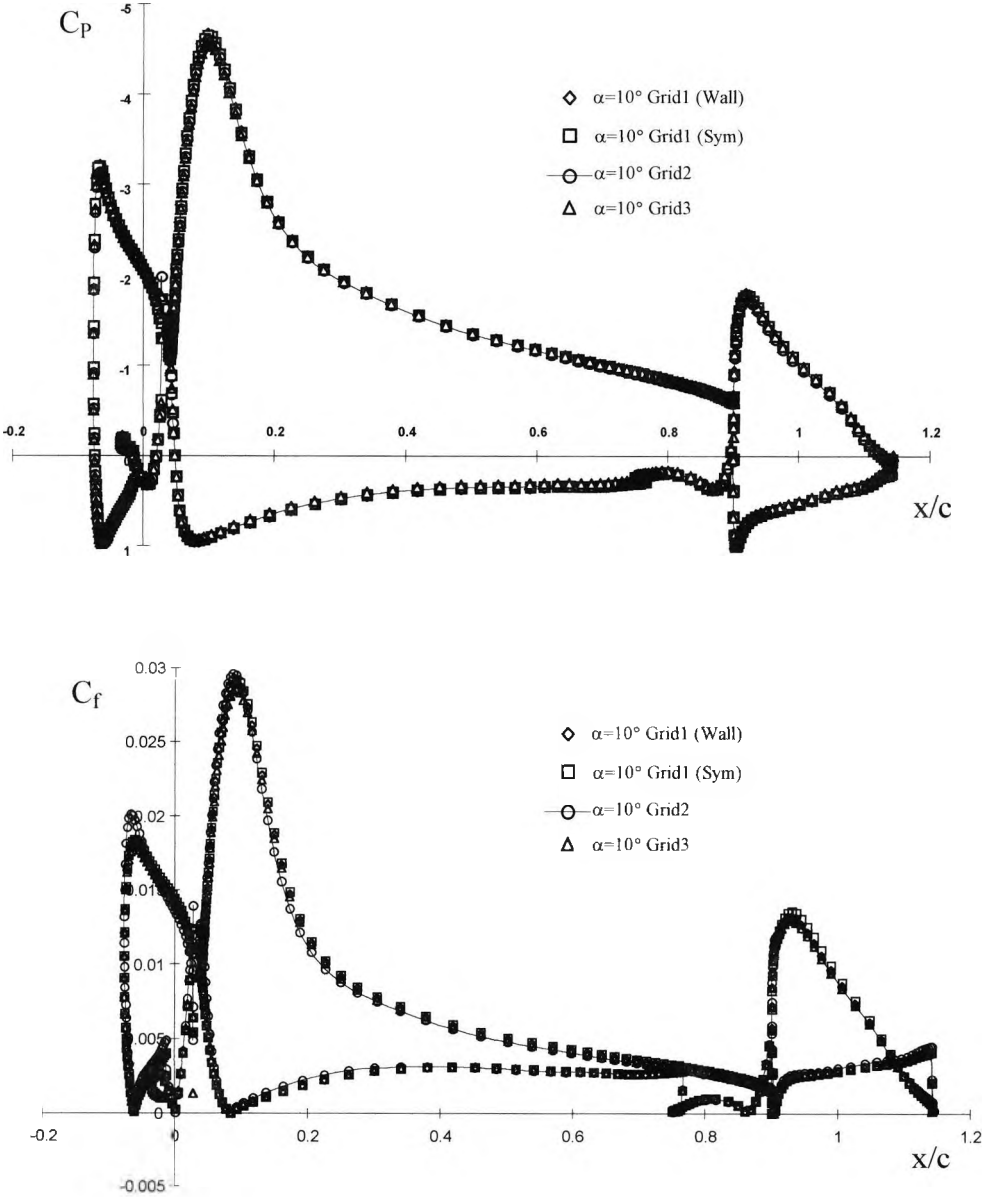 C_P
-5
-4
-3
-2
-1
1
-0.2
0
0.2
0.4
0.6
0.8
1
1.2
x/c
α=10° Grid1 (Wall)
α=10° Grid1 (Sym)
α=10° Grid2
α=10° Grid3
C_f
0.03
0.025
0.02
0.01
0.005
0
-0.005
-0.2
0
0.2
0.4
0.6
0.8
1
1.2
x/c
α=10° Grid1 (Wall)
α=10° Grid1 (Sym)
α=10° Grid2
α=10° Grid3